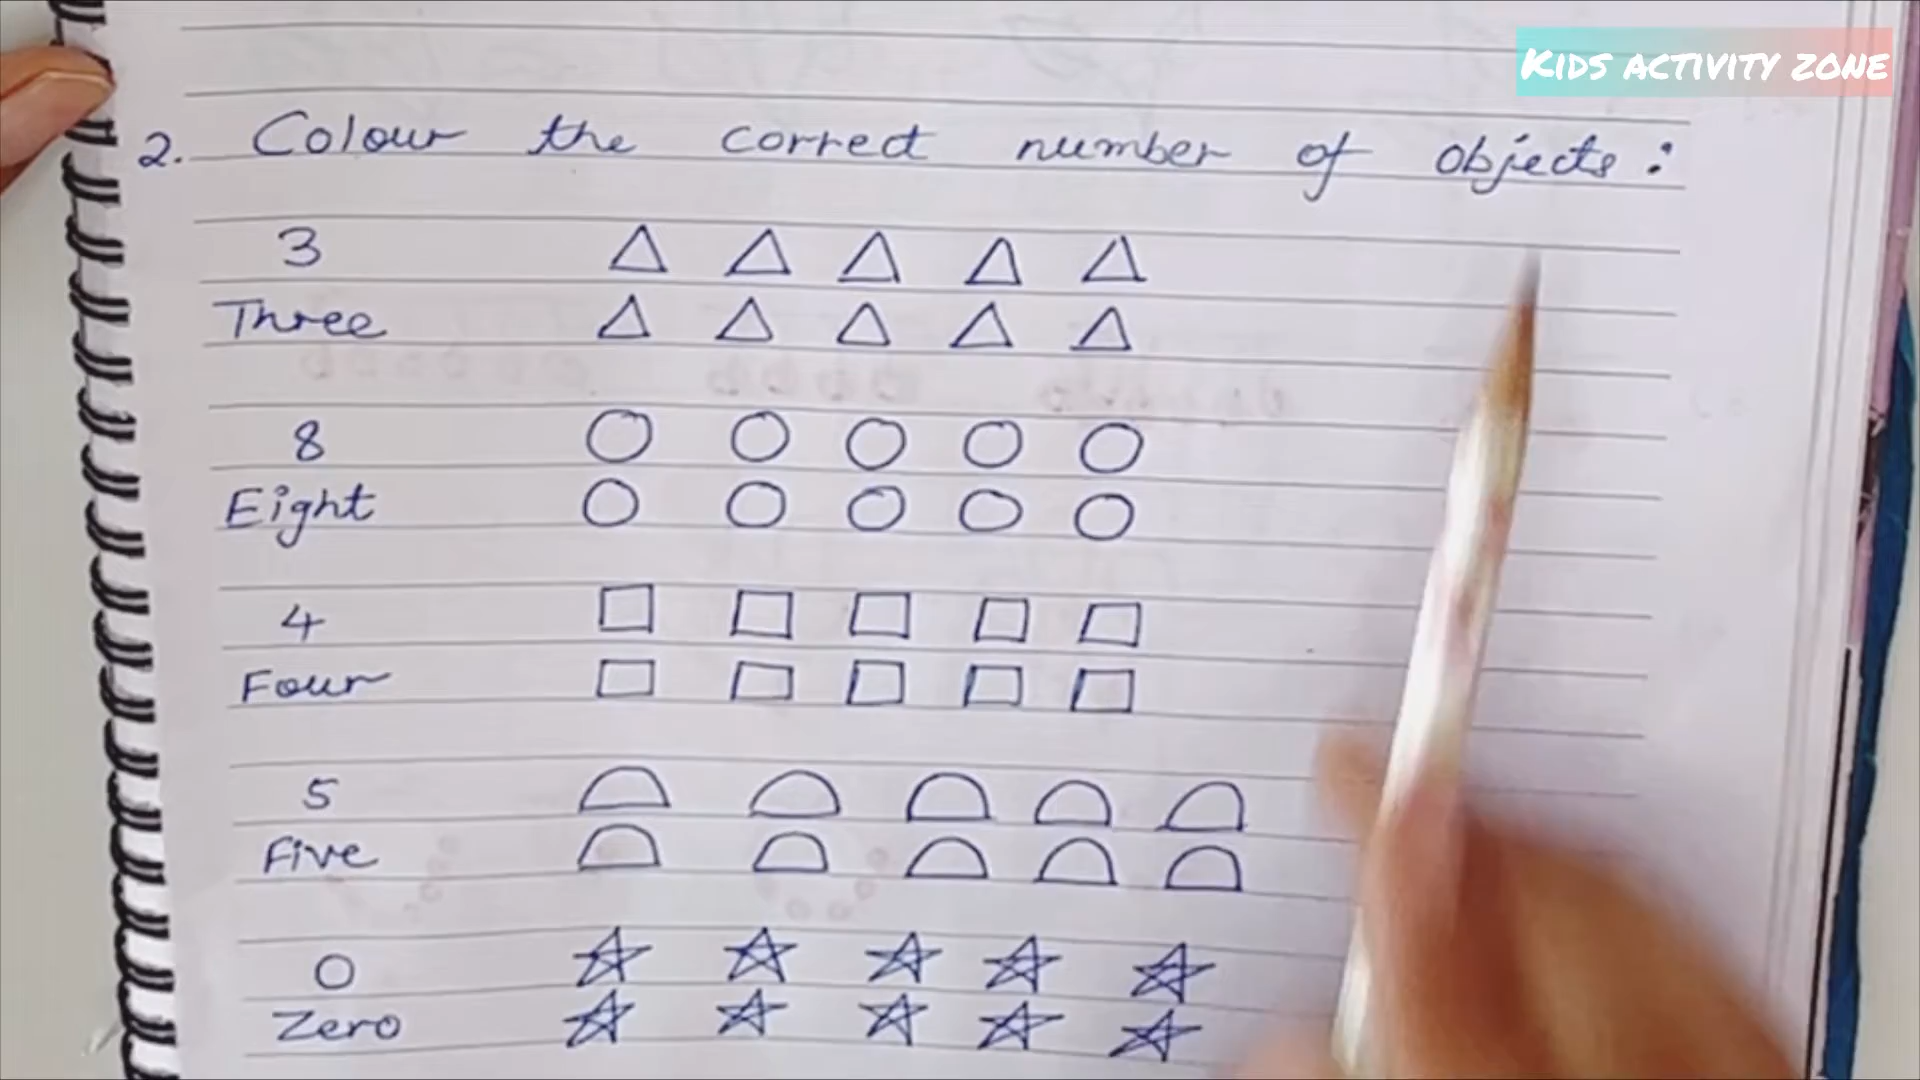 KIDS ACTIVITY ZONE
2. Colour the correct number of objects:
3
Three
8
Eight
4
Four
5
Five
0
Zero